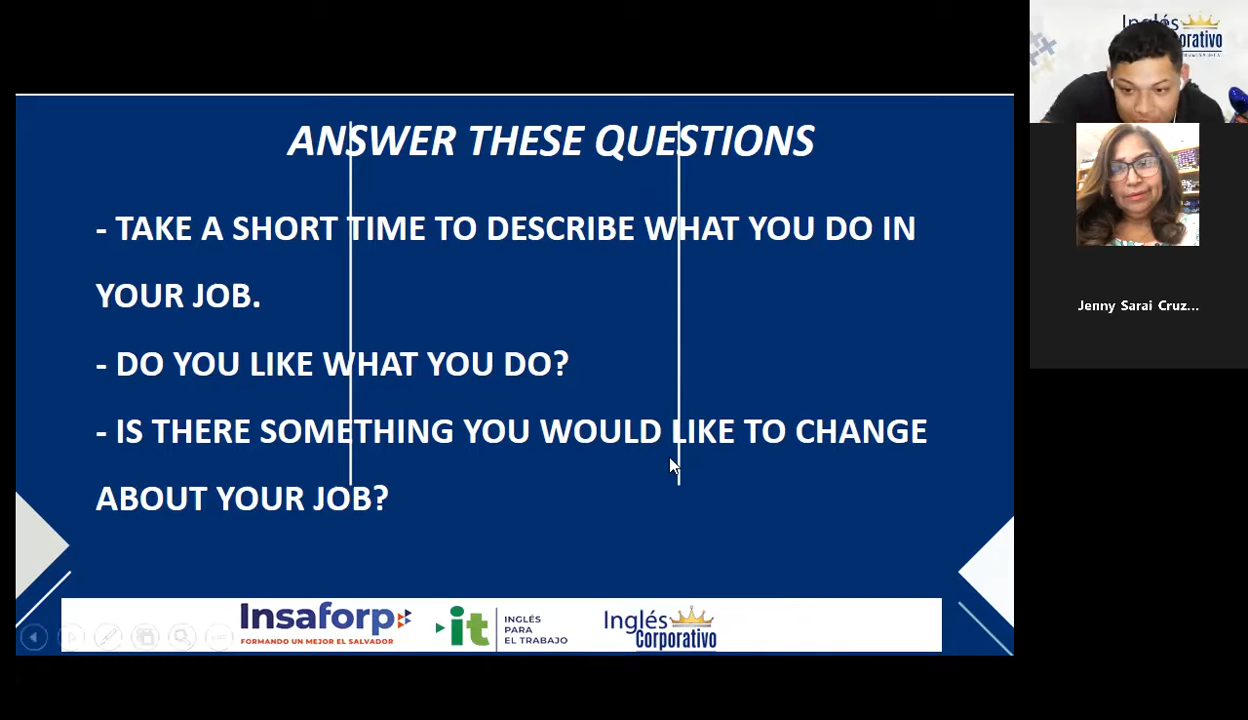 Inglés
orativo
ANSWER THESE QUESTIONS
- TAKE A SHORT TIME TO DESCRIBE WHAT YOU DO IN
YOUR JOB.
- DO YOU LIKE WHAT YOU DO?
- IS THERE SOMETHING YOU WOULD LIKE TO CHANGE
ABOUT YOUR JOB?
Jenny Sarai Cruz...
Insaforp
FORMANDO UN MEJOR EL SALVADOR
it
INGLÉS
PARA
EL TRABAJO
Inglés
Corporativo